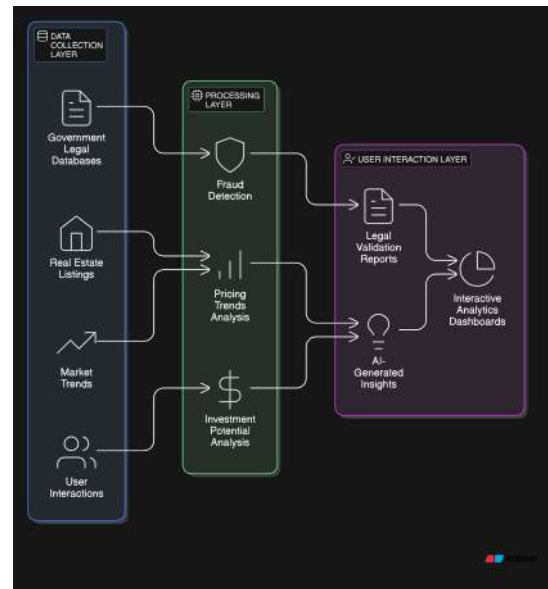 DATA
COLLECTION
LAYER
Government
Legal
Databases
Real Estate
Listings
Market
Trends
User
Interactions
PROCESSING
LAYER
Fraud
Detection
Pricing
Trends
Analysis
Investment
Potential
Analysis
USER INTERACTION LAYER
Legal
Validation
Reports
AI-
Generated
Insights
Interactive
Analytics
Dashboards